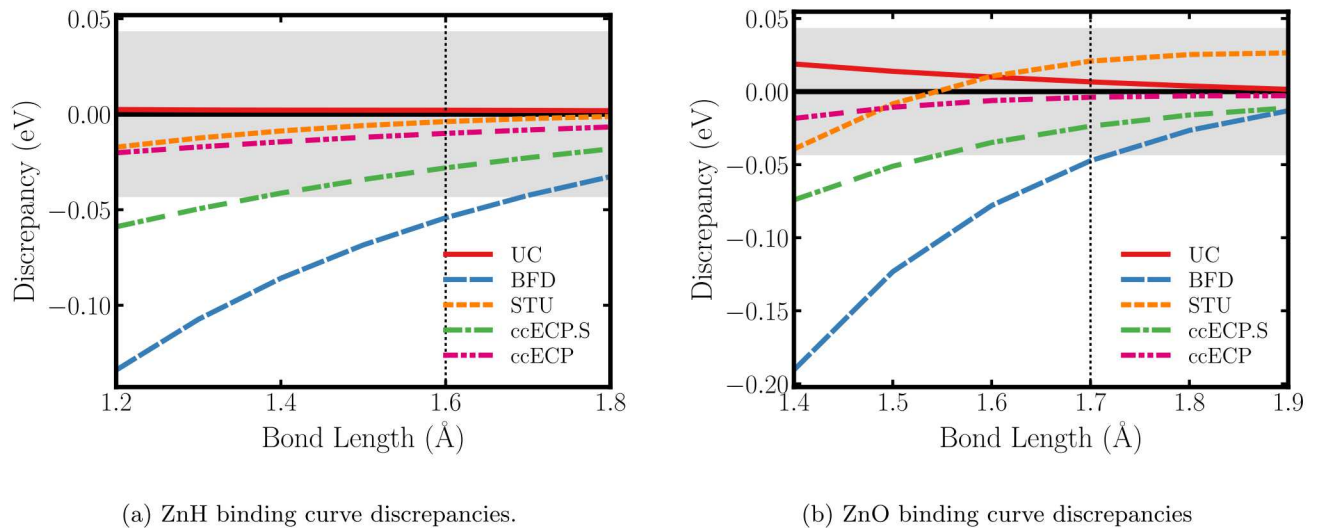 0.05
0.00
−0.05
−0.10
Discrepancy (eV)
UC
BFD
STU
ccECP.S
ccECP
1.2
1.4
1.6
1.8
Bond Length (Å)
(a) ZnH binding curve discrepancies.
0.05
0.00
−0.05
−0.10
−0.15
−0.20
Discrepancy (eV)
UC
BFD
STU
ccECP.S
ccECP
1.4
1.5
1.6
1.7
1.8
1.9
Bond Length (Å)
(b) ZnO binding curve discrepancies